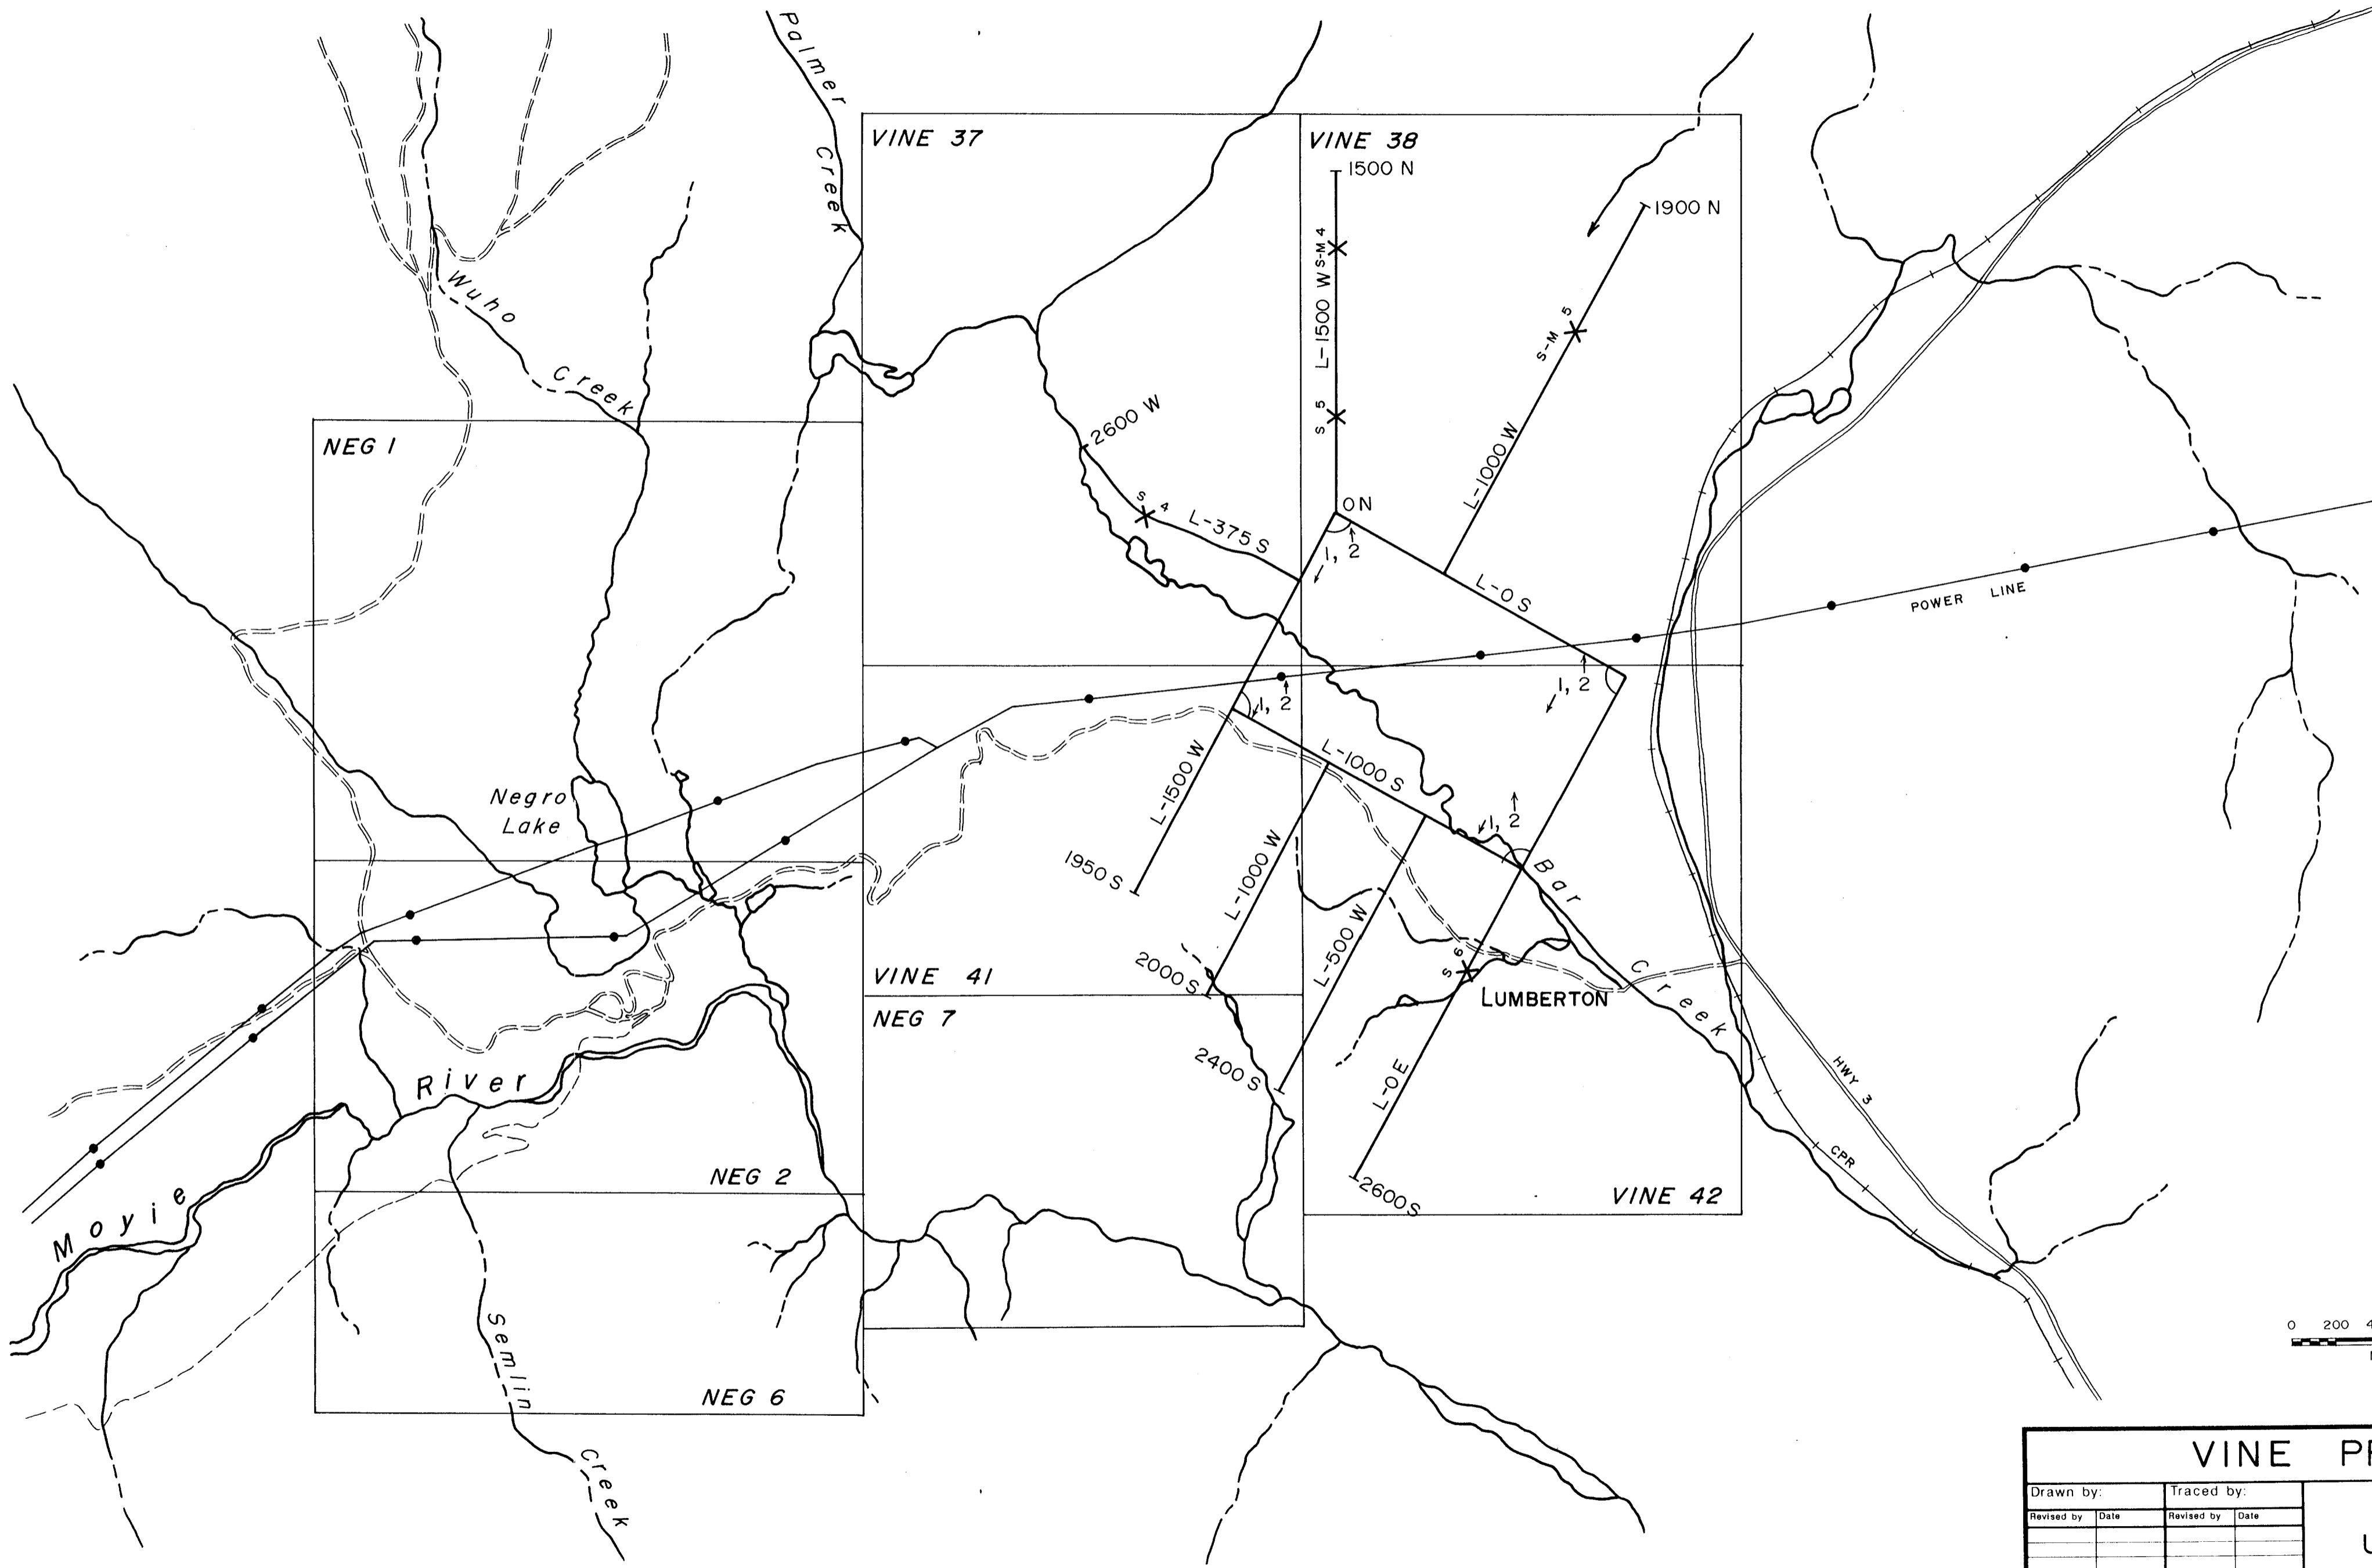 Palmer
Creek
VINE 37
VINE 38
1500 N
1900 N
S-M 4
L-1500 W
S 5
S-M 5
L-1000 W
Wuho
Creek
NEG 1
2600 W
S 4
L-375 S
0 N
1, 2
L-0 S
POWER LINE
1, 2
1, 2
L-1000 S
L-1500 W
Negro
Lake
1950 S
L-1000 W
L-500 W
1, 2
Bar
Creek
VINE 41
2000 S
S 6
LUMBERTON
NEG 7
2400 S
L-0 E
HWY 3
CPR
River
Moyie
NEG 2
2600 S
VINE 42
Semlin
Creek
NEG 6
0 200
VINE
Drawn by:
Traced by:
Revised by
Date
Revised by
Date